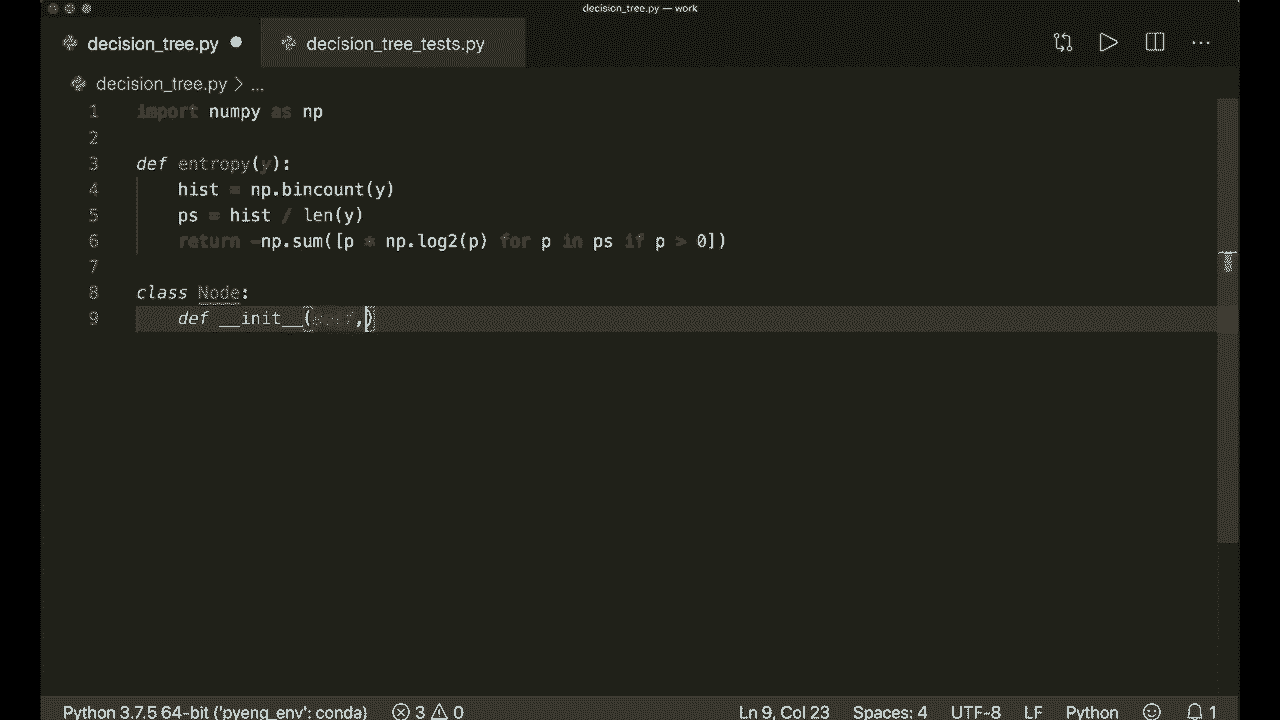 decision_tree.py — work
decision_tree.py
decision_tree_tests.py
decision_tree.py > ...
1 import numpy as np
2
3 def entropy(y):
4 hist = np.bincount(y)
5 ps = hist / len(y)
6 return -np.sum([p * np.log2(p) for p in ps if p > 0])
7
8 class Node:
9 def __init__(self,)
Python 3.7.5 64-bit ('pyeng_env': conda) 3 0 Ln 9, Col 23 Spaces: 4 UTF-8 LF Python 1